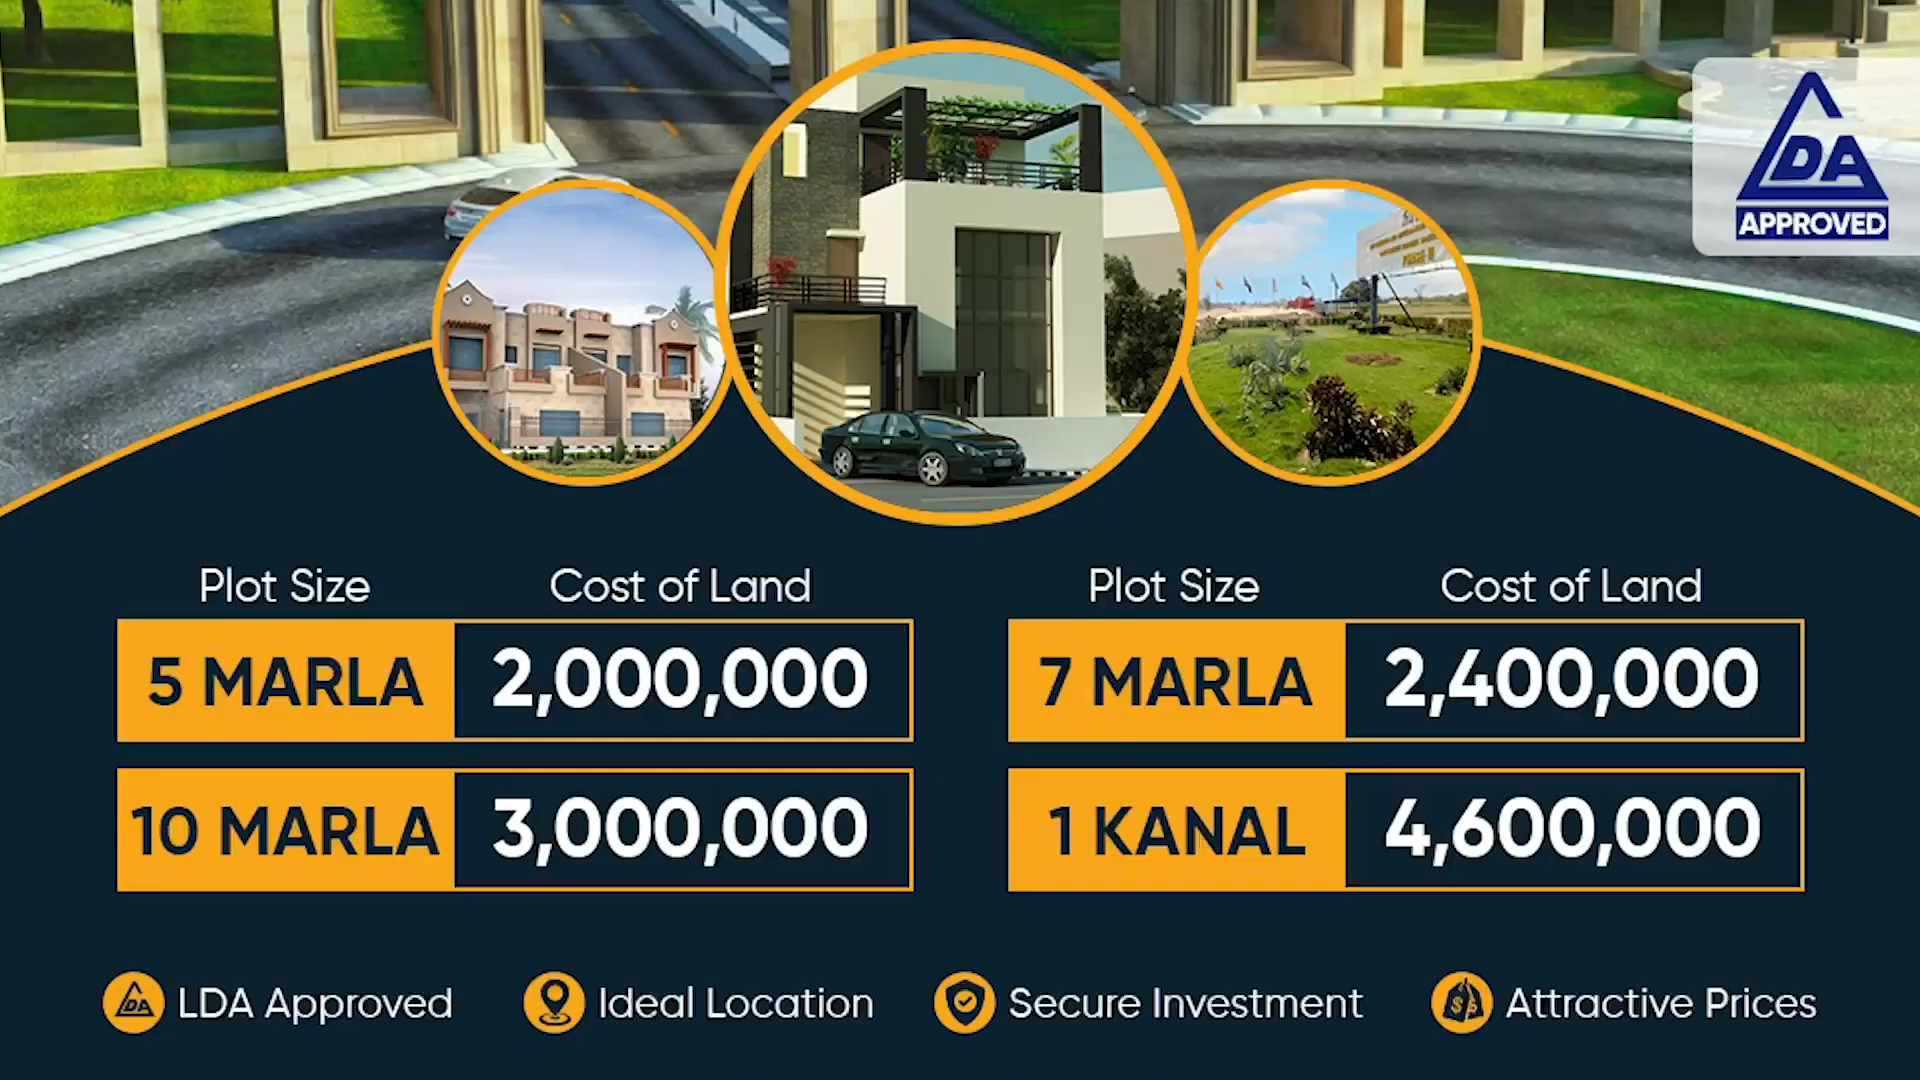 LDA
APPROVED
Plot Size Cost of Land
5 MARLA 2,000,000
10 MARLA 3,000,000
Plot Size Cost of Land
7 MARLA 2,400,000
1 KANAL 4,600,000
LDA Approved
Ideal Location
Secure Investment
Attractive Prices